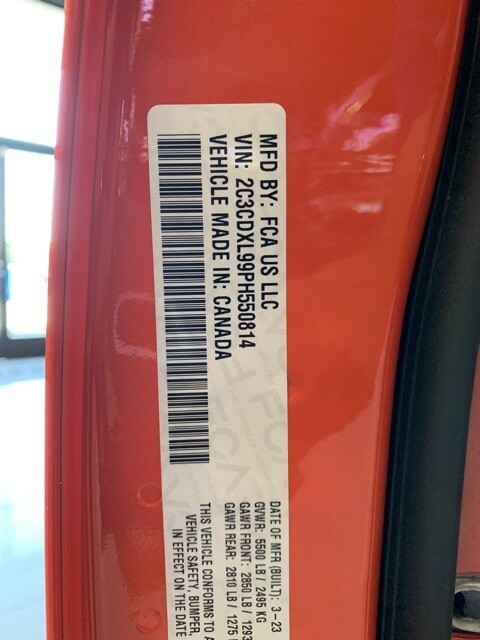 MFD BY: FCA US LLC
VIN: 2C3CDXL99PH550814
VEHICLE MADE IN: CANADA
DATE OF MFR (BUILT): 3-23
GVWR: 5500 LB / 2495 KG
GAWR FRONT: 2850 LB / 1293
GAWR REAR: 2810 LB / 1275
THIS VEHICLE CONFORMS TO A
VEHICLE SAFETY, BUMPER,
IN EFFECT ON THE DATE
FCA